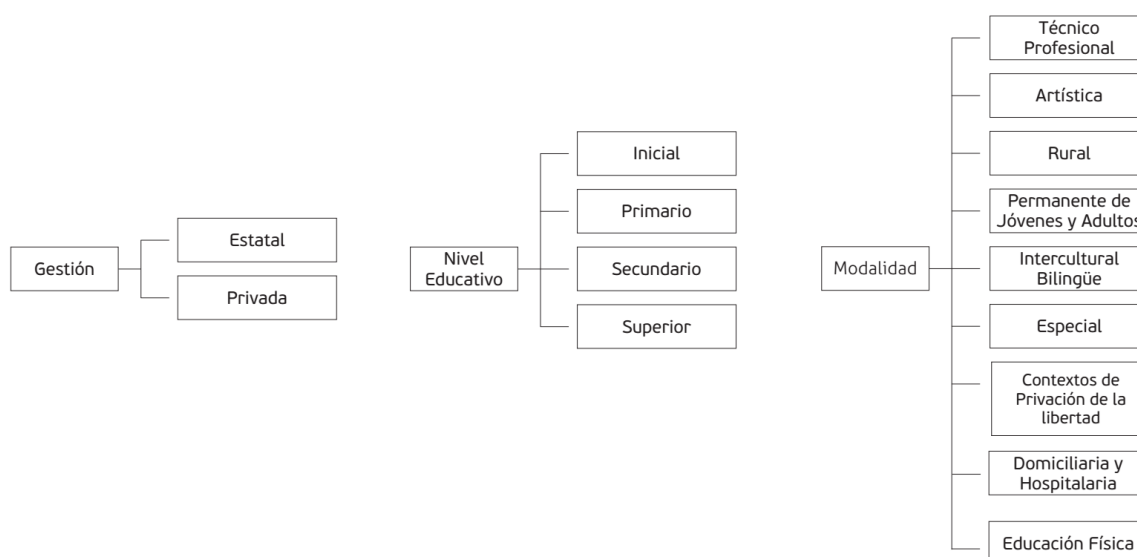 Gestión
Estatal
Privada
Nivel
Educativo
Inicial
Primario
Secundario
Superior
Modalidad
Técnico
Profesional
Artística
Rural
Permanente de
Jóvenes y Adultos
Intercultural
Bilingüe
Especial
Contextos de
Privación de la
libertad
Domiciliaria y
Hospitalaria
Educación Física